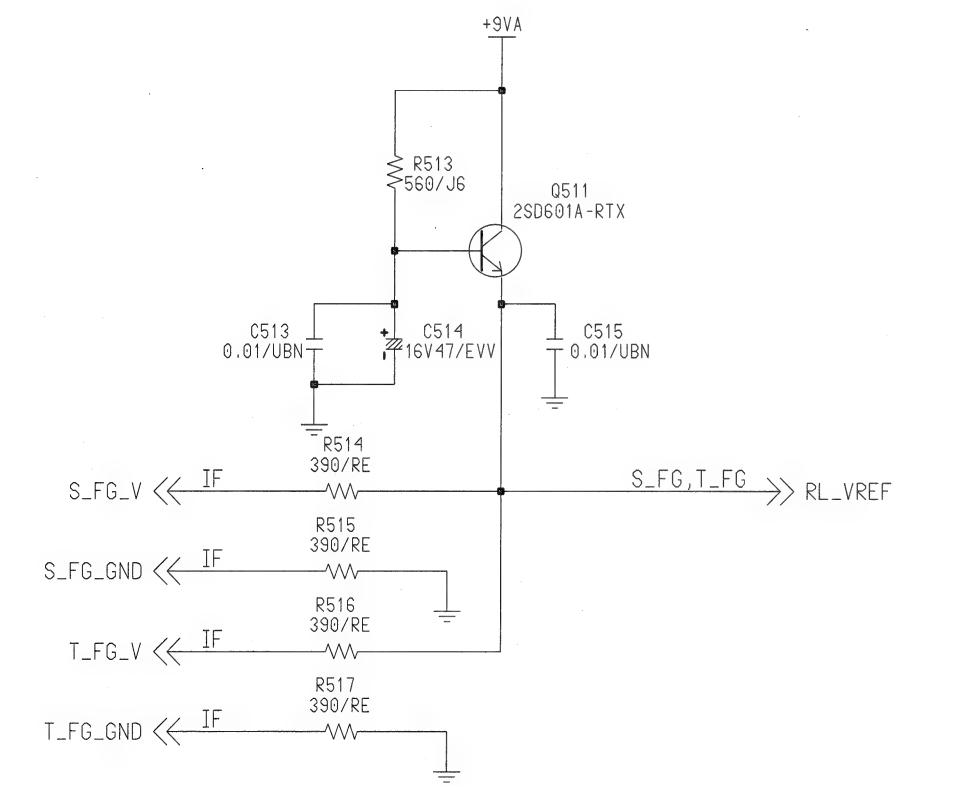 +9VA
R513
560/J6
Q511
2SD601A-RTX
C513
0.01/UBN
+
-
C514
16V47/EVV
C515
0.01/UBN
R514
390/RE
S_FG_V
IF
S_FG,T_FG
RL_VREF
R515
390/RE
S_FG_GND
IF
R516
390/RE
T_FG_V
IF
R517
390/RE
T_FG_GND
IF